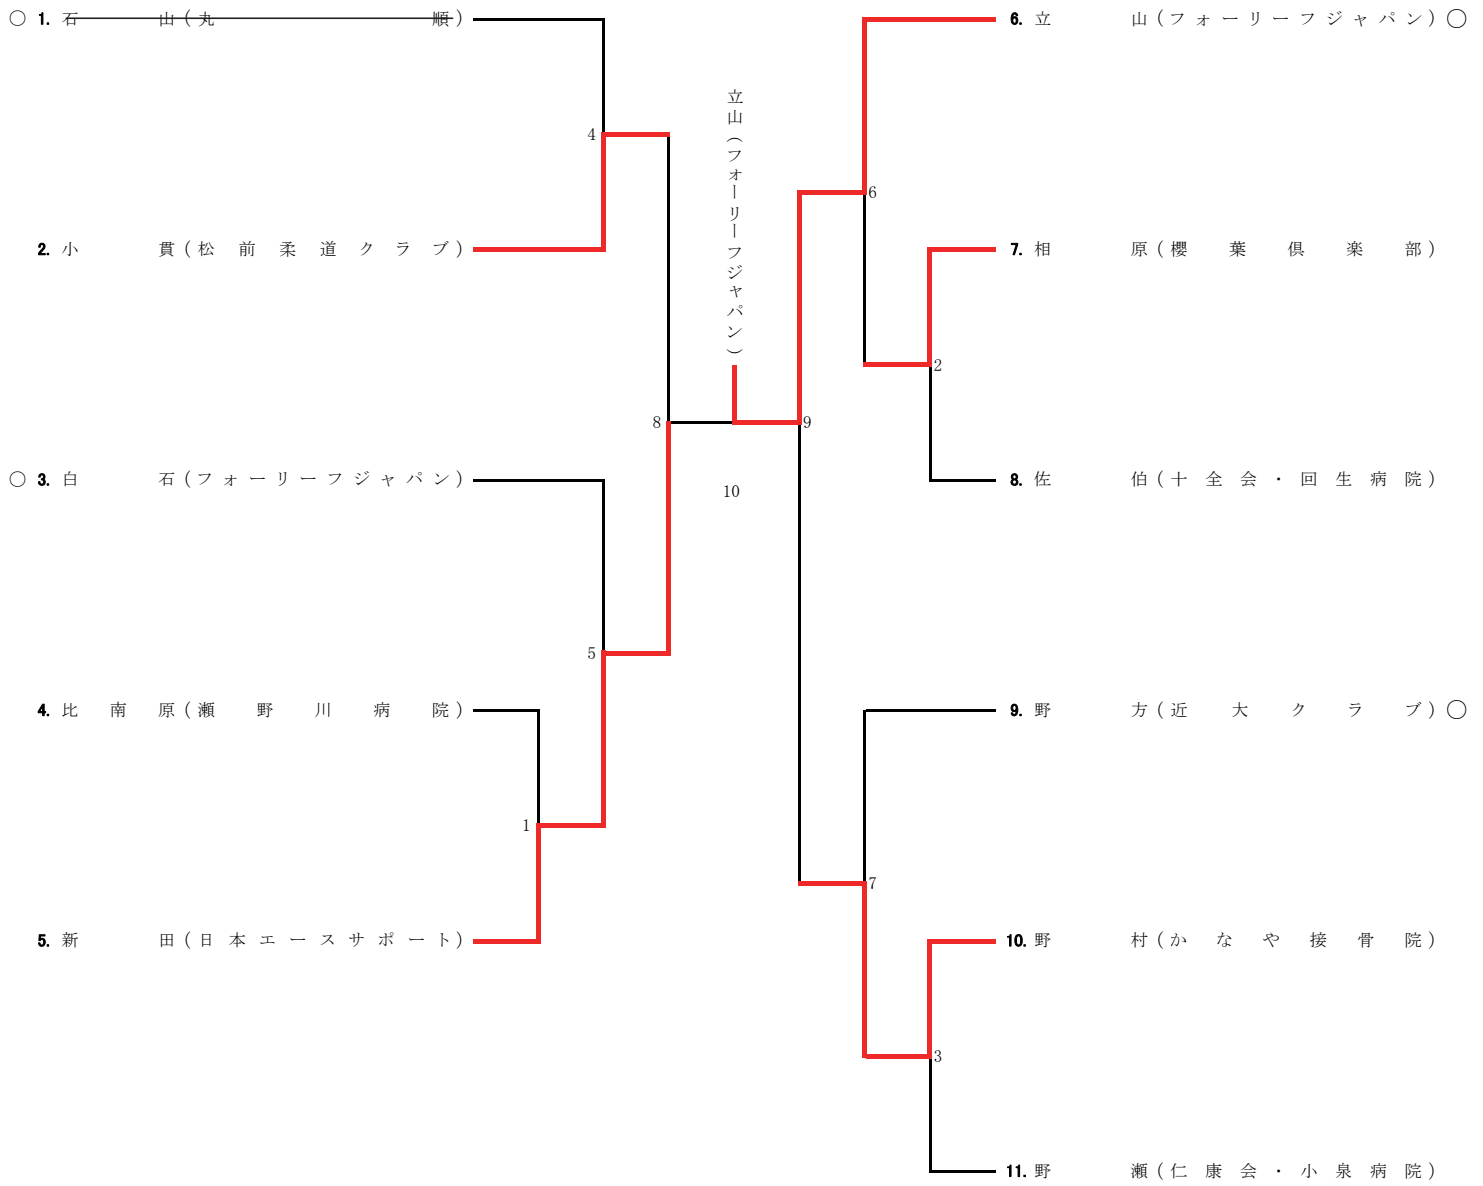 ○ 1. 石山(丸順)
2. 小貫(松前柔道クラブ)
○ 3. 白石(フォーリーフジャパン)
4. 比南原(瀬野川病院)
5. 新田(日本エースサポート)
4
8
5
1
立山(フォーリーフジャパン)
10
6
2
9
7
3
6. 立山(フォーリーフジャパン)○
7. 相原(櫻葉倶楽部)
8. 佐伯(十全会・回生病院)
9. 野方(近大クラブ)○
10. 野村(かなや接骨院)
11. 野瀬(仁康会・小泉病院)